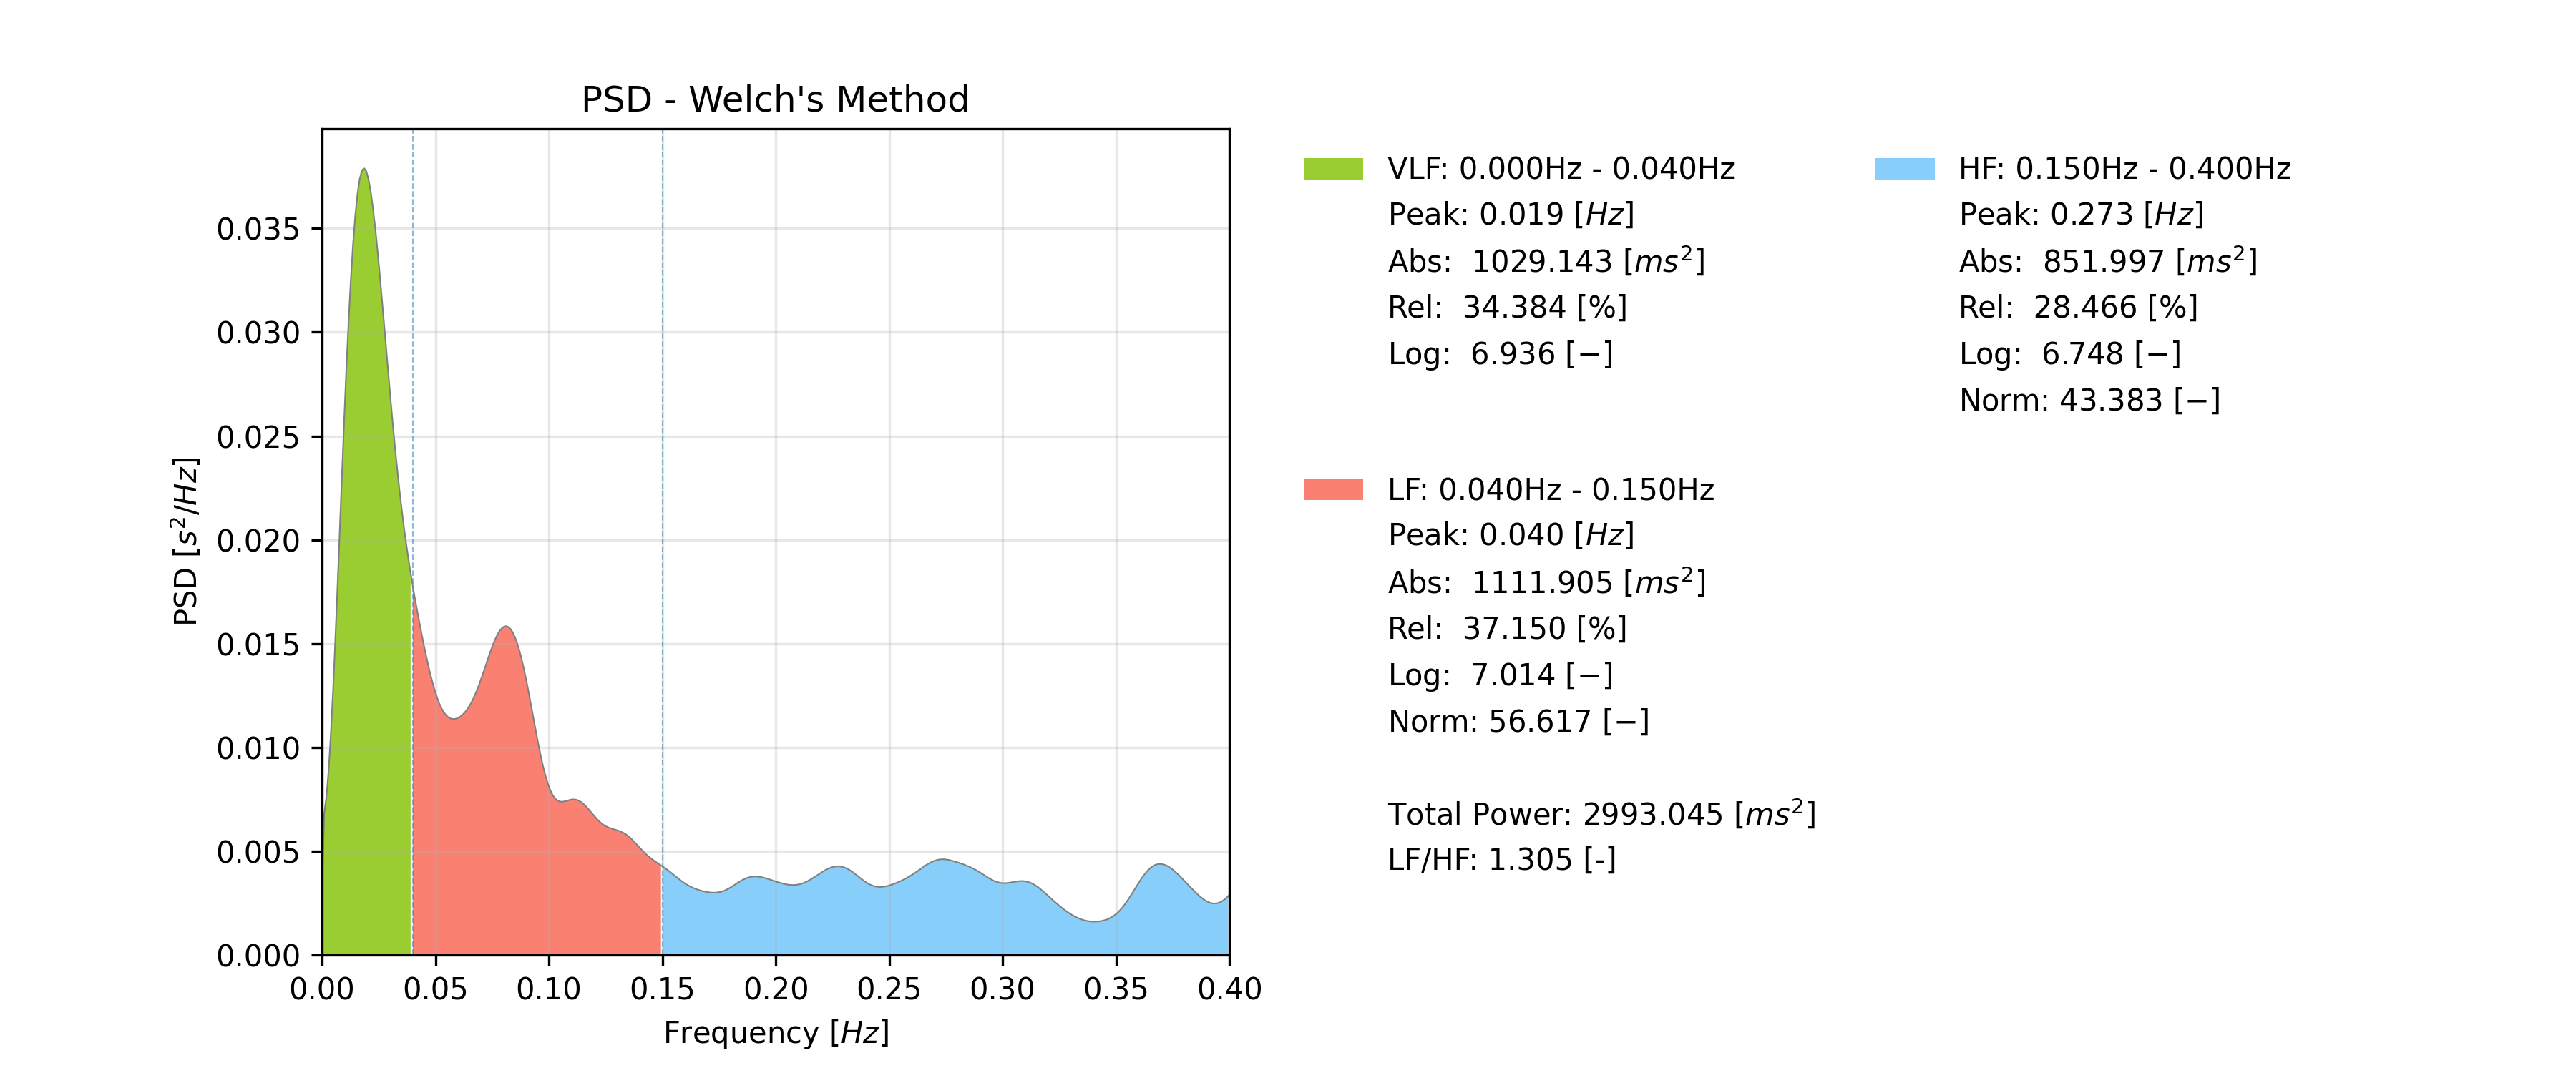 PSD - Welch's Method
PSD [s²/Hz]
0.035
0.030
0.025
0.020
0.015
0.010
0.005
0.000
0.00 0.05 0.10 0.15 0.20 0.25 0.30 0.35 0.40
Frequency [Hz]
VLF: 0.000Hz - 0.040Hz
Peak: 0.019 [Hz]
Abs: 1029.143 [ms²]
Rel: 34.384 [%]
Log: 6.936 [−]
LF: 0.040Hz - 0.150Hz
Peak: 0.040 [Hz]
Abs: 1111.905 [ms²]
Rel: 37.150 [%]
Log: 7.014 [−]
Norm: 56.617 [−]
Total Power: 2993.045 [ms²]
LF/HF: 1.305 [-]
HF: 0.150Hz - 0.400Hz
Peak: 0.273 [Hz]
Abs: 851.997 [ms²]
Rel: 28.466 [%]
Log: 6.748 [−]
Norm: 43.383 [−]